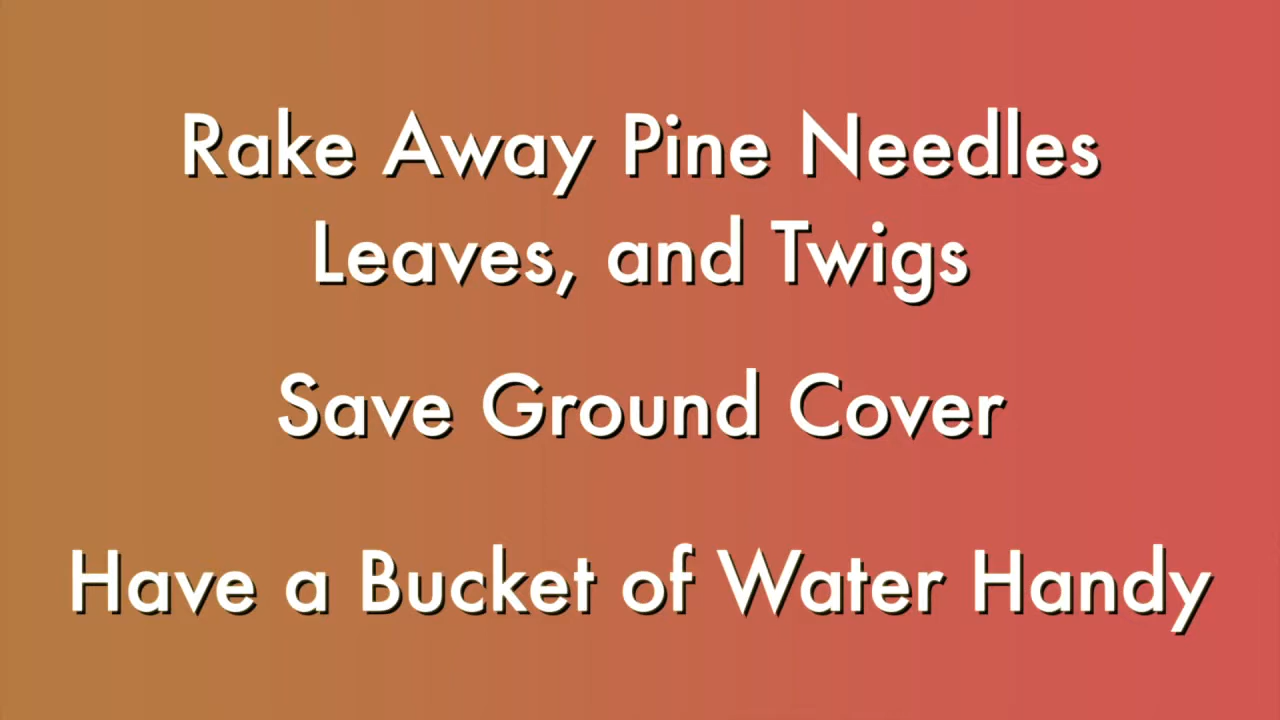 Rake Away Pine Needles
Leaves, and Twigs
Save Ground Cover
Have a Bucket of Water Handy